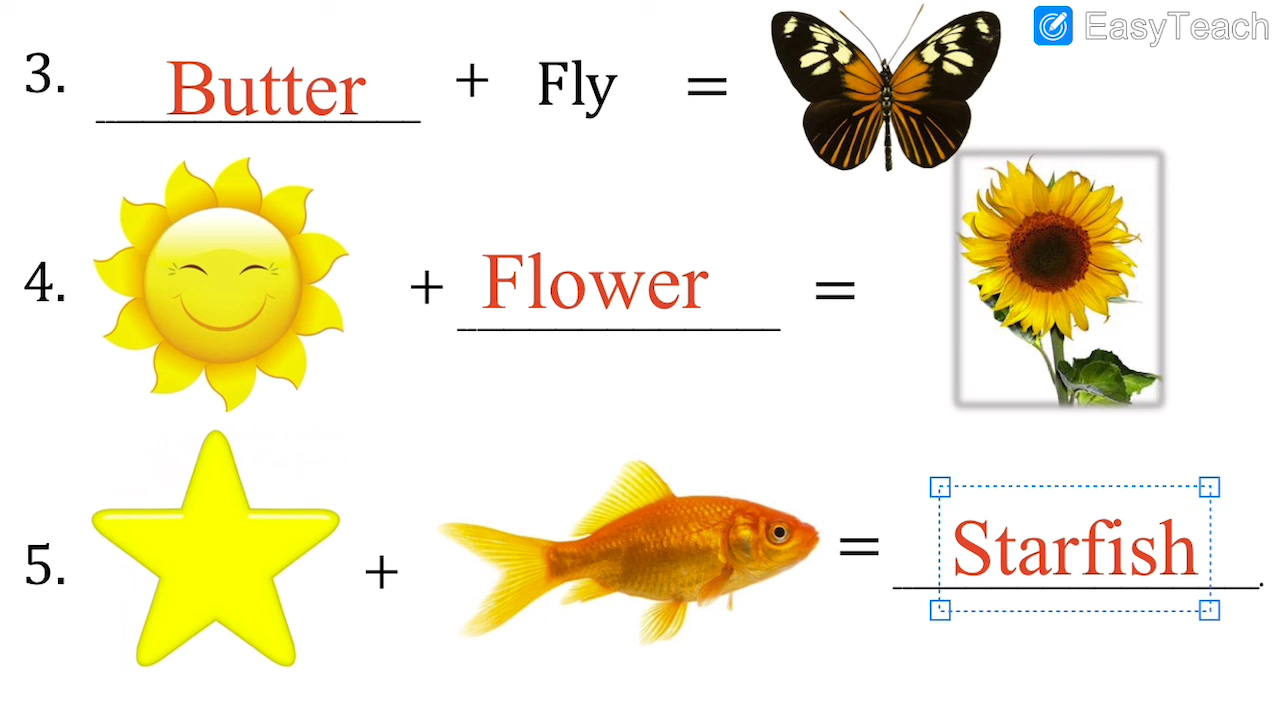 EasyTeach
3. Butter + Fly =
4. + Flower =
5. + = Starfish.